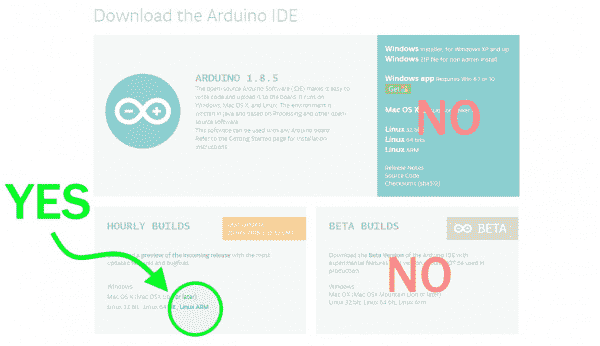 Download the Arduino IDE
ARDUINO 1.8.5
The open-source Arduino Software (IDE) makes it easy to
write code and upload it to the board. It runs on
Windows, Mac OS X, and Linux. The environment is
written in Java and based on Processing and other open-
source software.
This software can be used with any Arduino board.
Refer to the Getting Started page for installation
instructions.
Windows Installer, for Windows XP and up
Windows ZIP file for non admin install
Windows app Requires Win 8.1 or 10
Get
Mac OS X
Linux 32
Linux 64 bits
Linux ARM
Release Notes
Source Code
Checksums (sha512)
NO
YES
HOURLY BUILDS
preview of the incoming release with the most
updated and bugfixes.
Windows
Mac OS X (Mac OSX Lion or later)
Linux 32 bit, Linux 64 bit, Linux ARM
BETA BUILDS
BETA
Download the Beta Version of the Arduino IDE with
experimental features. This version NOT be used in
production.
Windows
Mac OS X (Mac OSX Mountain Lion or later)
Linux 32 bit, Linux 64 bit, Linux Arm
NO